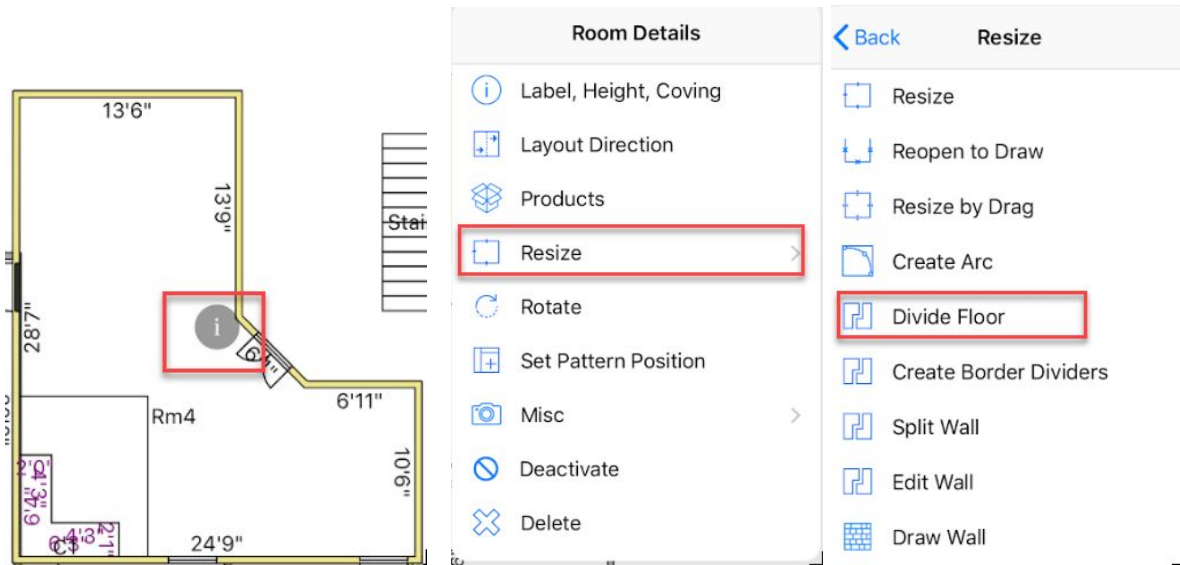 13'6"
13'9"
Stai
i
28'7"
6'11"
Rm4
10'6"
24'9"
Room Details
Label, Height, Coving
Layout Direction
Products
Resize
Rotate
Set Pattern Position
Misc
Deactivate
Delete
Back
Resize
Resize
Reopen to Draw
Resize by Drag
Create Arc
Divide Floor
Create Border Dividers
Split Wall
Edit Wall
Draw Wall